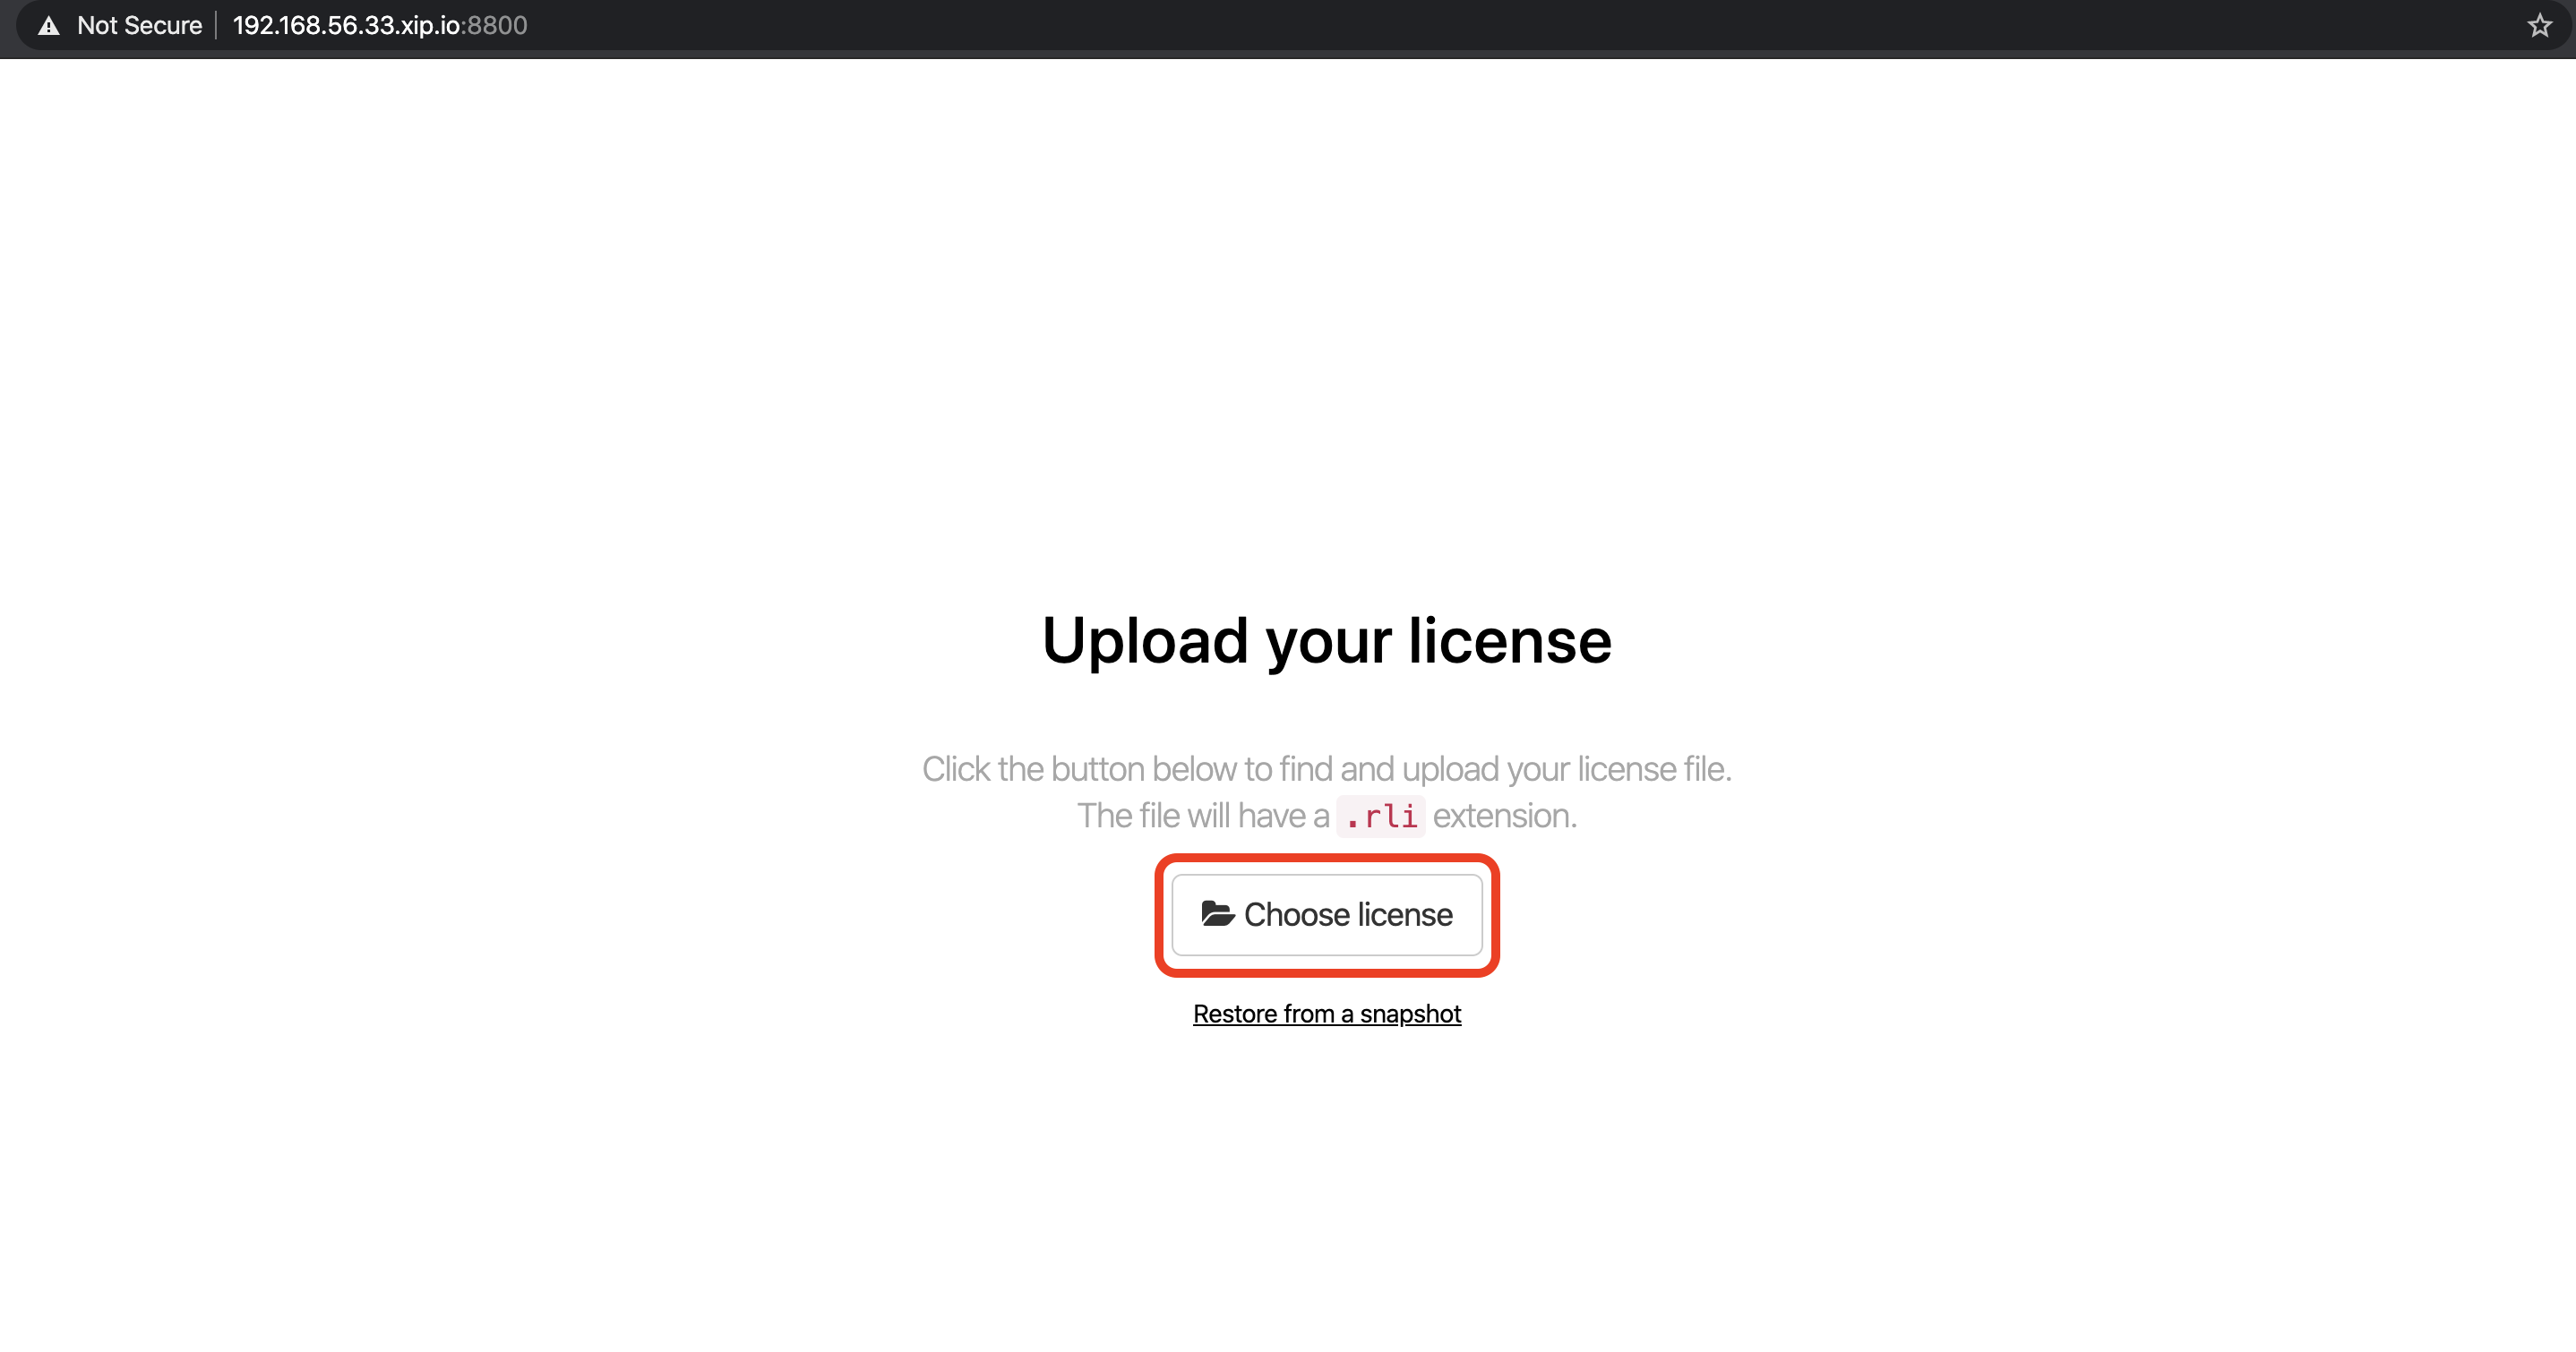 Not Secure 192.168.56.33.xip.io:8800
Upload your license
Click the button below to find and upload your license file.
The file will have a .rli extension.
Choose license
Restore from a snapshot